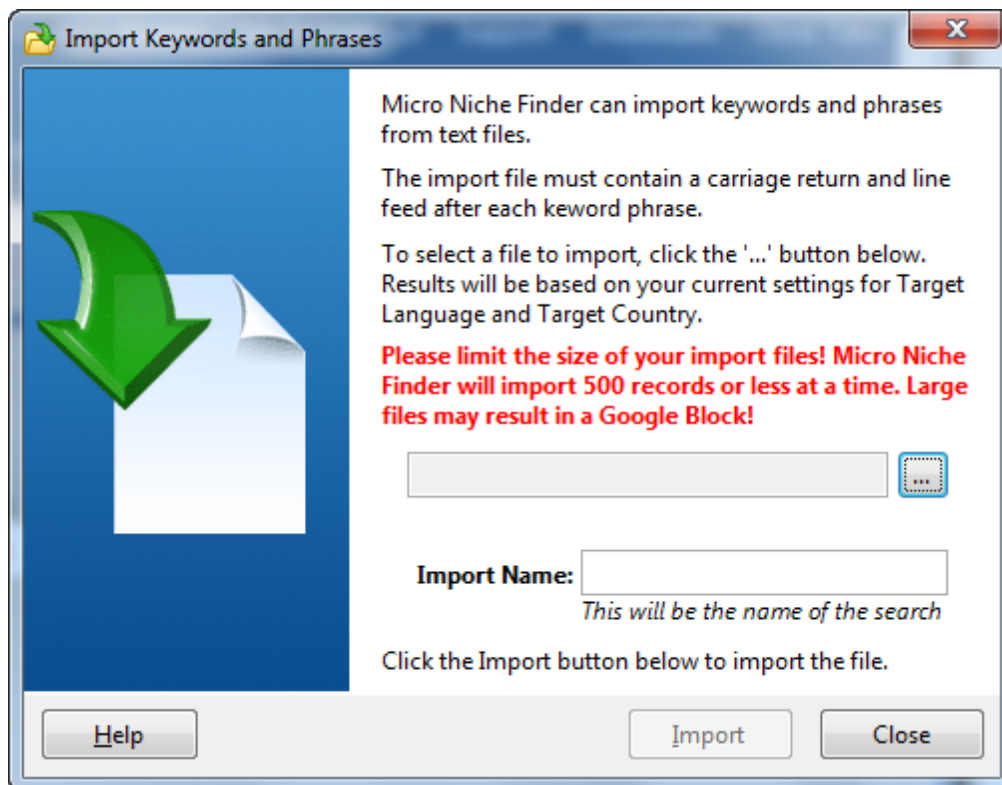 Import Keywords and Phrases
Micro Niche Finder can import keywords and phrases
from text files.
The import file must contain a carriage return and line
feed after each keword phrase.
To select a file to import, click the '...' button below.
Results will be based on your current settings for Target
Language and Target Country.
Please limit the size of your import files! Micro Niche
Finder will import 500 records or less at a time. Large
files may result in a Google Block!
...
Import Name:
This will be the name of the search
Click the Import button below to import the file.
Help
Import
Close